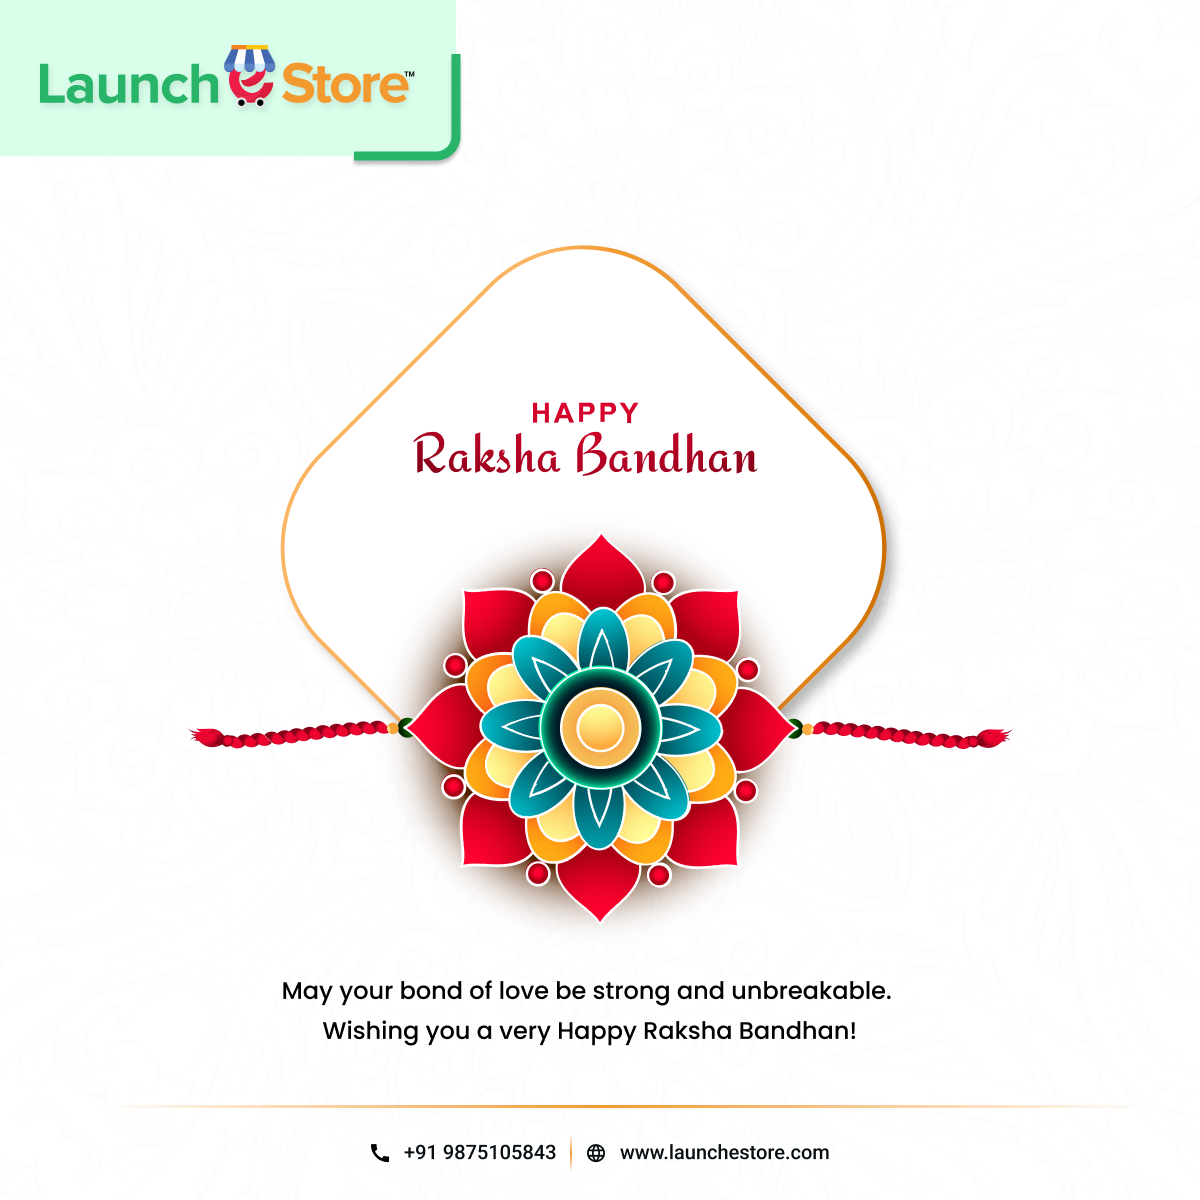 Launch e Store™
HAPPY
Raksha Bandhan
May your bond of love be strong and unbreakable.
Wishing you a very Happy Raksha Bandhan!
+91 9875105843
www.launchestore.com